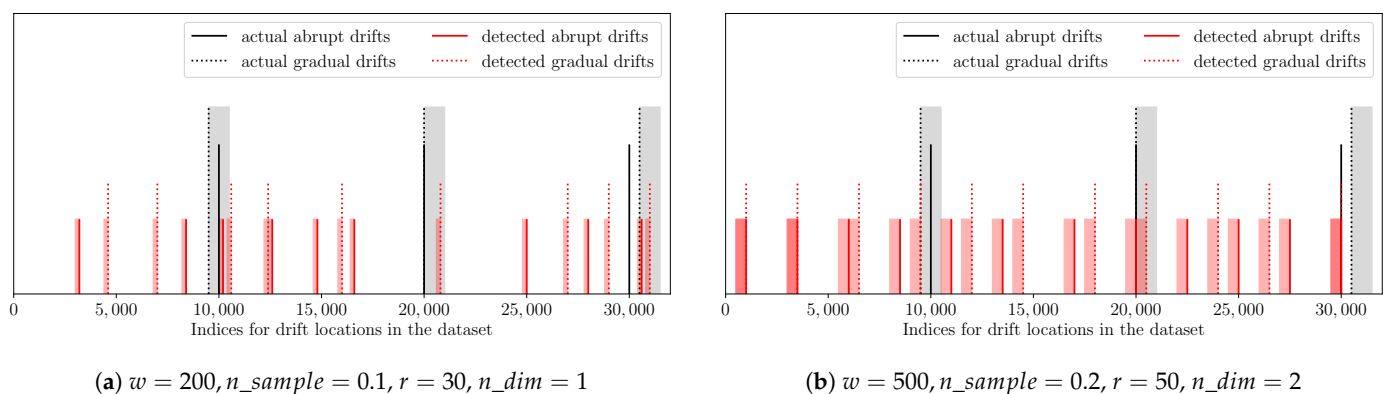 actual abrupt drifts
actual gradual drifts
detected abrupt drifts
detected gradual drifts
0 5,000 10,000 15,000 20,000 25,000 30,000
Indices for drift locations in the dataset
(a) w = 200, n_sample = 0.1, r = 30, n_dim = 1
actual abrupt drifts
actual gradual drifts
detected abrupt drifts
detected gradual drifts
0 5,000 10,000 15,000 20,000 25,000 30,000
Indices for drift locations in the dataset
(b) w = 500, n_sample = 0.2, r = 50, n_dim = 2